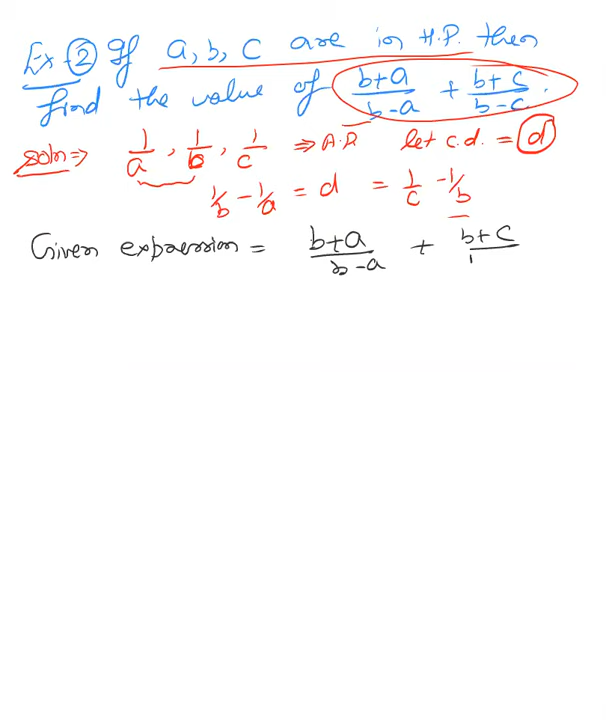 Ex-② If a, b, c are in H.P. then
find the value of b+a/b-a + b+c/b-c.
Soln ⇒ 1/a, 1/b, 1/c ⇒ A.P let c.d. = d
1/b - 1/a = d = 1/c - 1/b
Given expression = b+a/b-a + b+c/